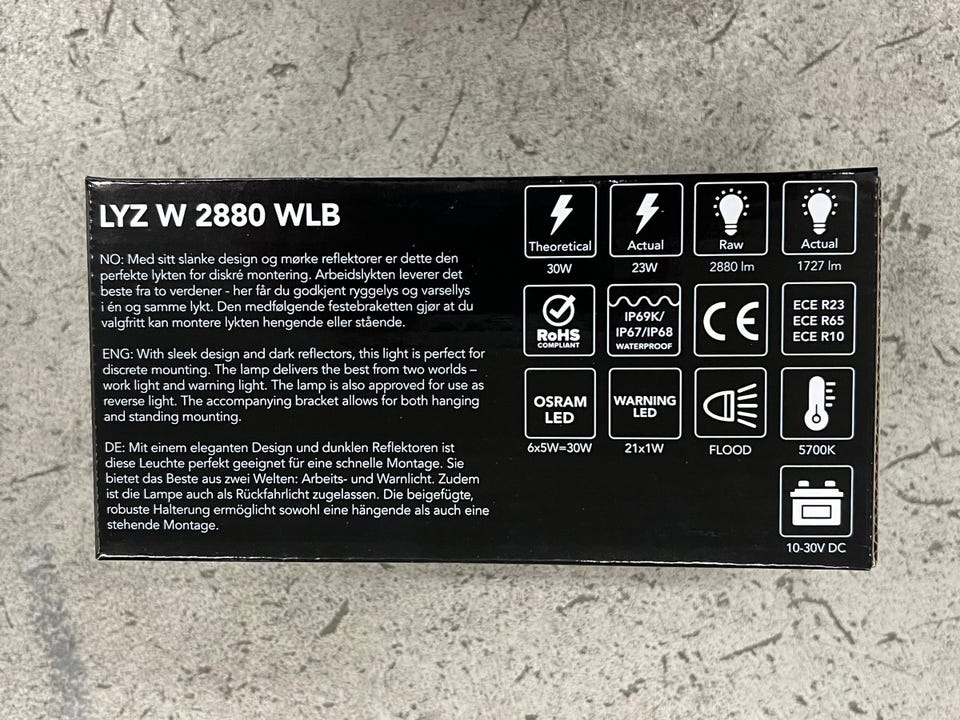 LYZ W 2880 WLB
NO: Med sitt slanke design og mørke reflektorer er dette den
perfekte lykten for diskré montering. Arbeidslykten leverer det
beste fra to verdener - her får du godkjent ryggelys og varsellys
i én og samme lykt. Den medfølgende festebraketten gjør at du
valgfritt kan montere lykten hengende eller stående.
ENG: With sleek design and dark reflectors, this light is perfect for
discrete mounting. The lamp delivers the best from two worlds –
work light and warning light. The lamp is also approved for use as
reverse light. The accompanying bracket allows for both hanging
and standing mounting.
DE: Mit einem eleganten Design und dunklen Reflektoren ist
diese Leuchte perfekt geeignet für eine schnelle Montage. Sie
bietet das Beste aus zwei Welten: Arbeits- und Warnlicht. Zudem
ist die Lampe auch als Rückfahrlicht zugelassen. Die beigefügte,
robuste Halterung ermöglicht sowohl eine hängende als auch eine
stehende Montage.
Theoretical
30W
Actual
23W
Raw
2880 lm
Actual
1727 lm
RoHS
COMPLIANT
IP69K/
IP67/IP68
WATERPROOF
CE
ECE R23
ECE R65
ECE R10
OSRAM
LED
6x5W=30W
WARNING
LED
21x1W
FLOOD
5700K
10-30V DC